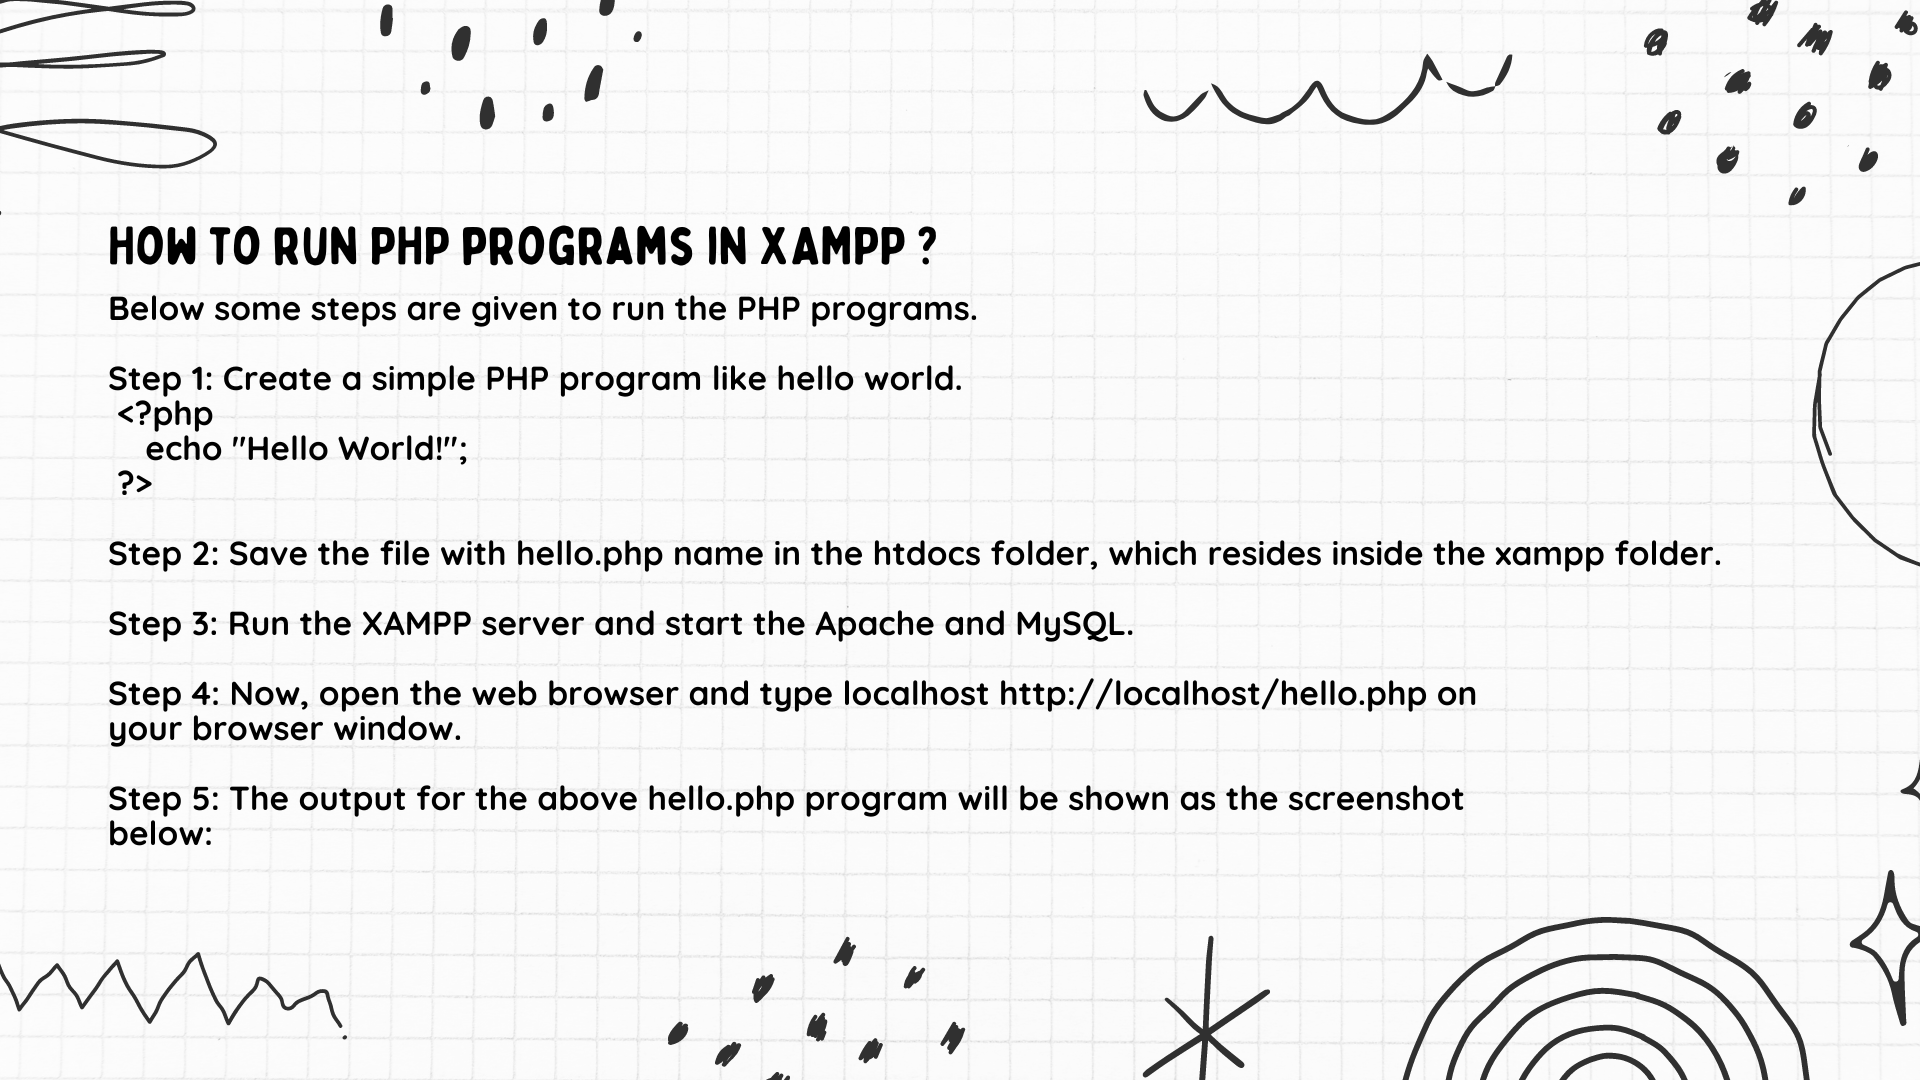 HOW TO RUN PHP PROGRAMS IN XAMPP ?
Below some steps are given to run the PHP programs.
Step 1: Create a simple PHP program like hello world.
<?php
echo "Hello World!";
?>
Step 2: Save the file with hello.php name in the htdocs folder, which resides inside the xampp folder.
Step 3: Run the XAMPP server and start the Apache and MySQL.
Step 4: Now, open the web browser and type localhost http://localhost/hello.php on
your browser window.
Step 5: The output for the above hello.php program will be shown as the screenshot
below: